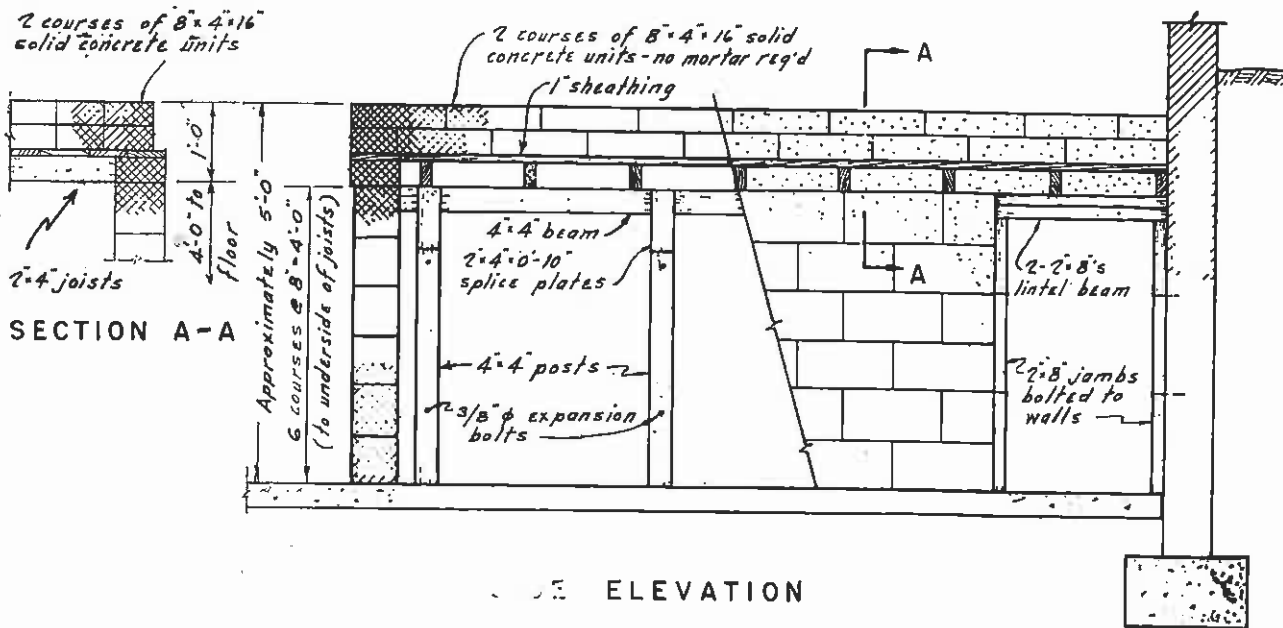 2 courses of 8"x4"x16"
solid concrete units
1'-0"
4'-0" to
floor
2"x4" joists
SECTION A-A
Approximately 5'-0"
6 courses @ 8" = 4'-0"
(to underside of joists)
2 courses of 8"x4"x16" solid
concrete units - no mortar req'd
1" sheathing
A
4"x4" beam
2"x4"x0'-10"
splice plates
A
2-2"x8"'s
lintel beam
4"x4" posts
3/8" φ expansion
bolts
2"x8" jambs
bolted to
walls
ELEVATION